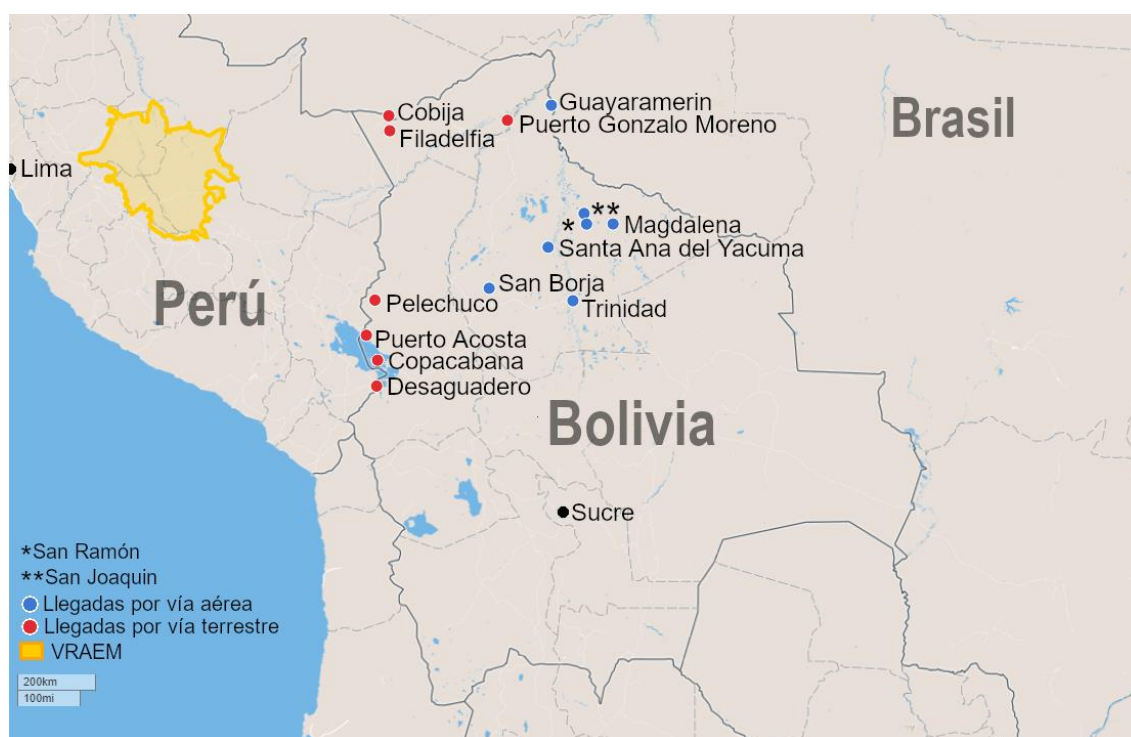 Guayaramerin
Brasil
Cobija
Puerto Gonzalo Moreno
Filadelfia
Lima
**
*
Magdalena
Santa Ana del Yacuma
San Borja
Perú
Pelechuco
Trinidad
Puerto Acosta
Copacabana
Desaguadero
Bolivia
Sucre
*San Ramón
**San Joaquin
Llegadas por vía aérea
Llegadas por vía terrestre
VRAEM
200km
100mi